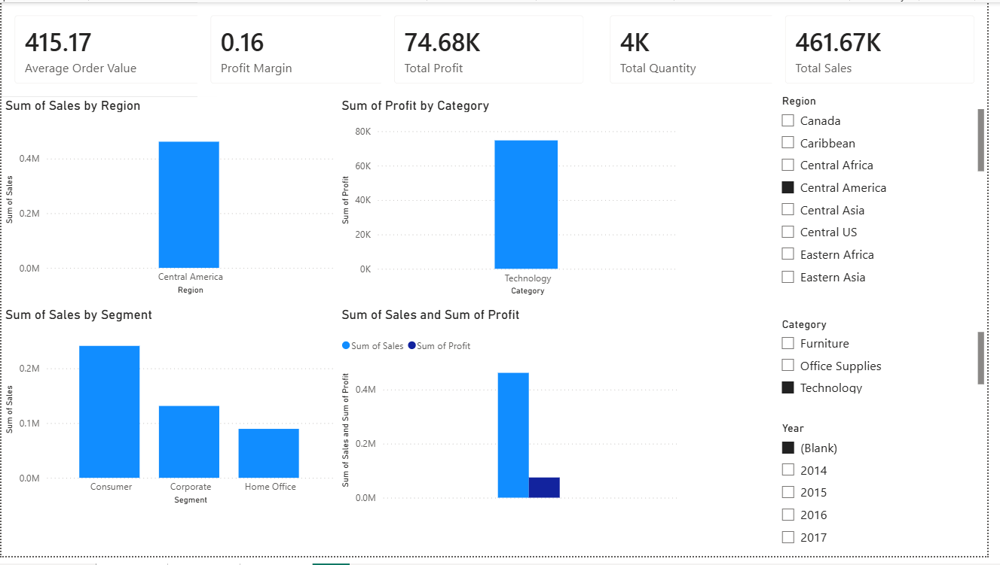 415.17
Average Order Value
0.16
Profit Margin
74.68K
Total Profit
4K
Total Quantity
461.67K
Total Sales
Sum of Sales by Region
Sum of Sales
0.4M
0.2M
0.0M
Central America
Region
Sum of Profit by Category
Sum of Profit
80K
60K
40K
20K
0K
Technology
Category
Region
Canada
Caribbean
Central Africa
Central America
Central Asia
Central US
Eastern Africa
Eastern Asia
Sum of Sales by Segment
Sum of Sales
0.2M
0.1M
0.0M
Consumer Corporate Home Office
Segment
Sum of Sales and Sum of Profit
Sum of Sales Sum of Profit
Sum of Sales and Sum of Profit
0.4M
0.2M
0.0M
Category
Furniture
Office Supplies
Technology
Year
(Blank)
2014
2015
2016
2017